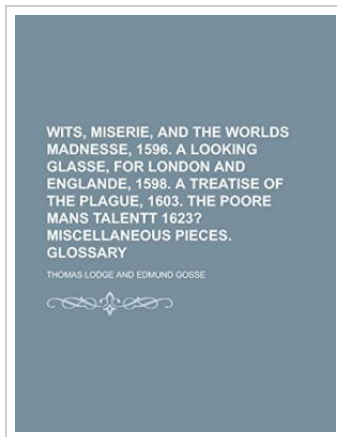 WITS, MISERIE, AND THE WORLDS
MADNESSE, 1596. A LOOKING
GLASSE, FOR LONDON AND
ENGLANDE, 1598. A TREATISE OF
THE PLAGUE, 1603. THE POORE
MANS TALENTT 1623?
MISCELLANEOUS PIECES.
GLOSSARY
THOMAS LODGE AND EDMUND GOSSE